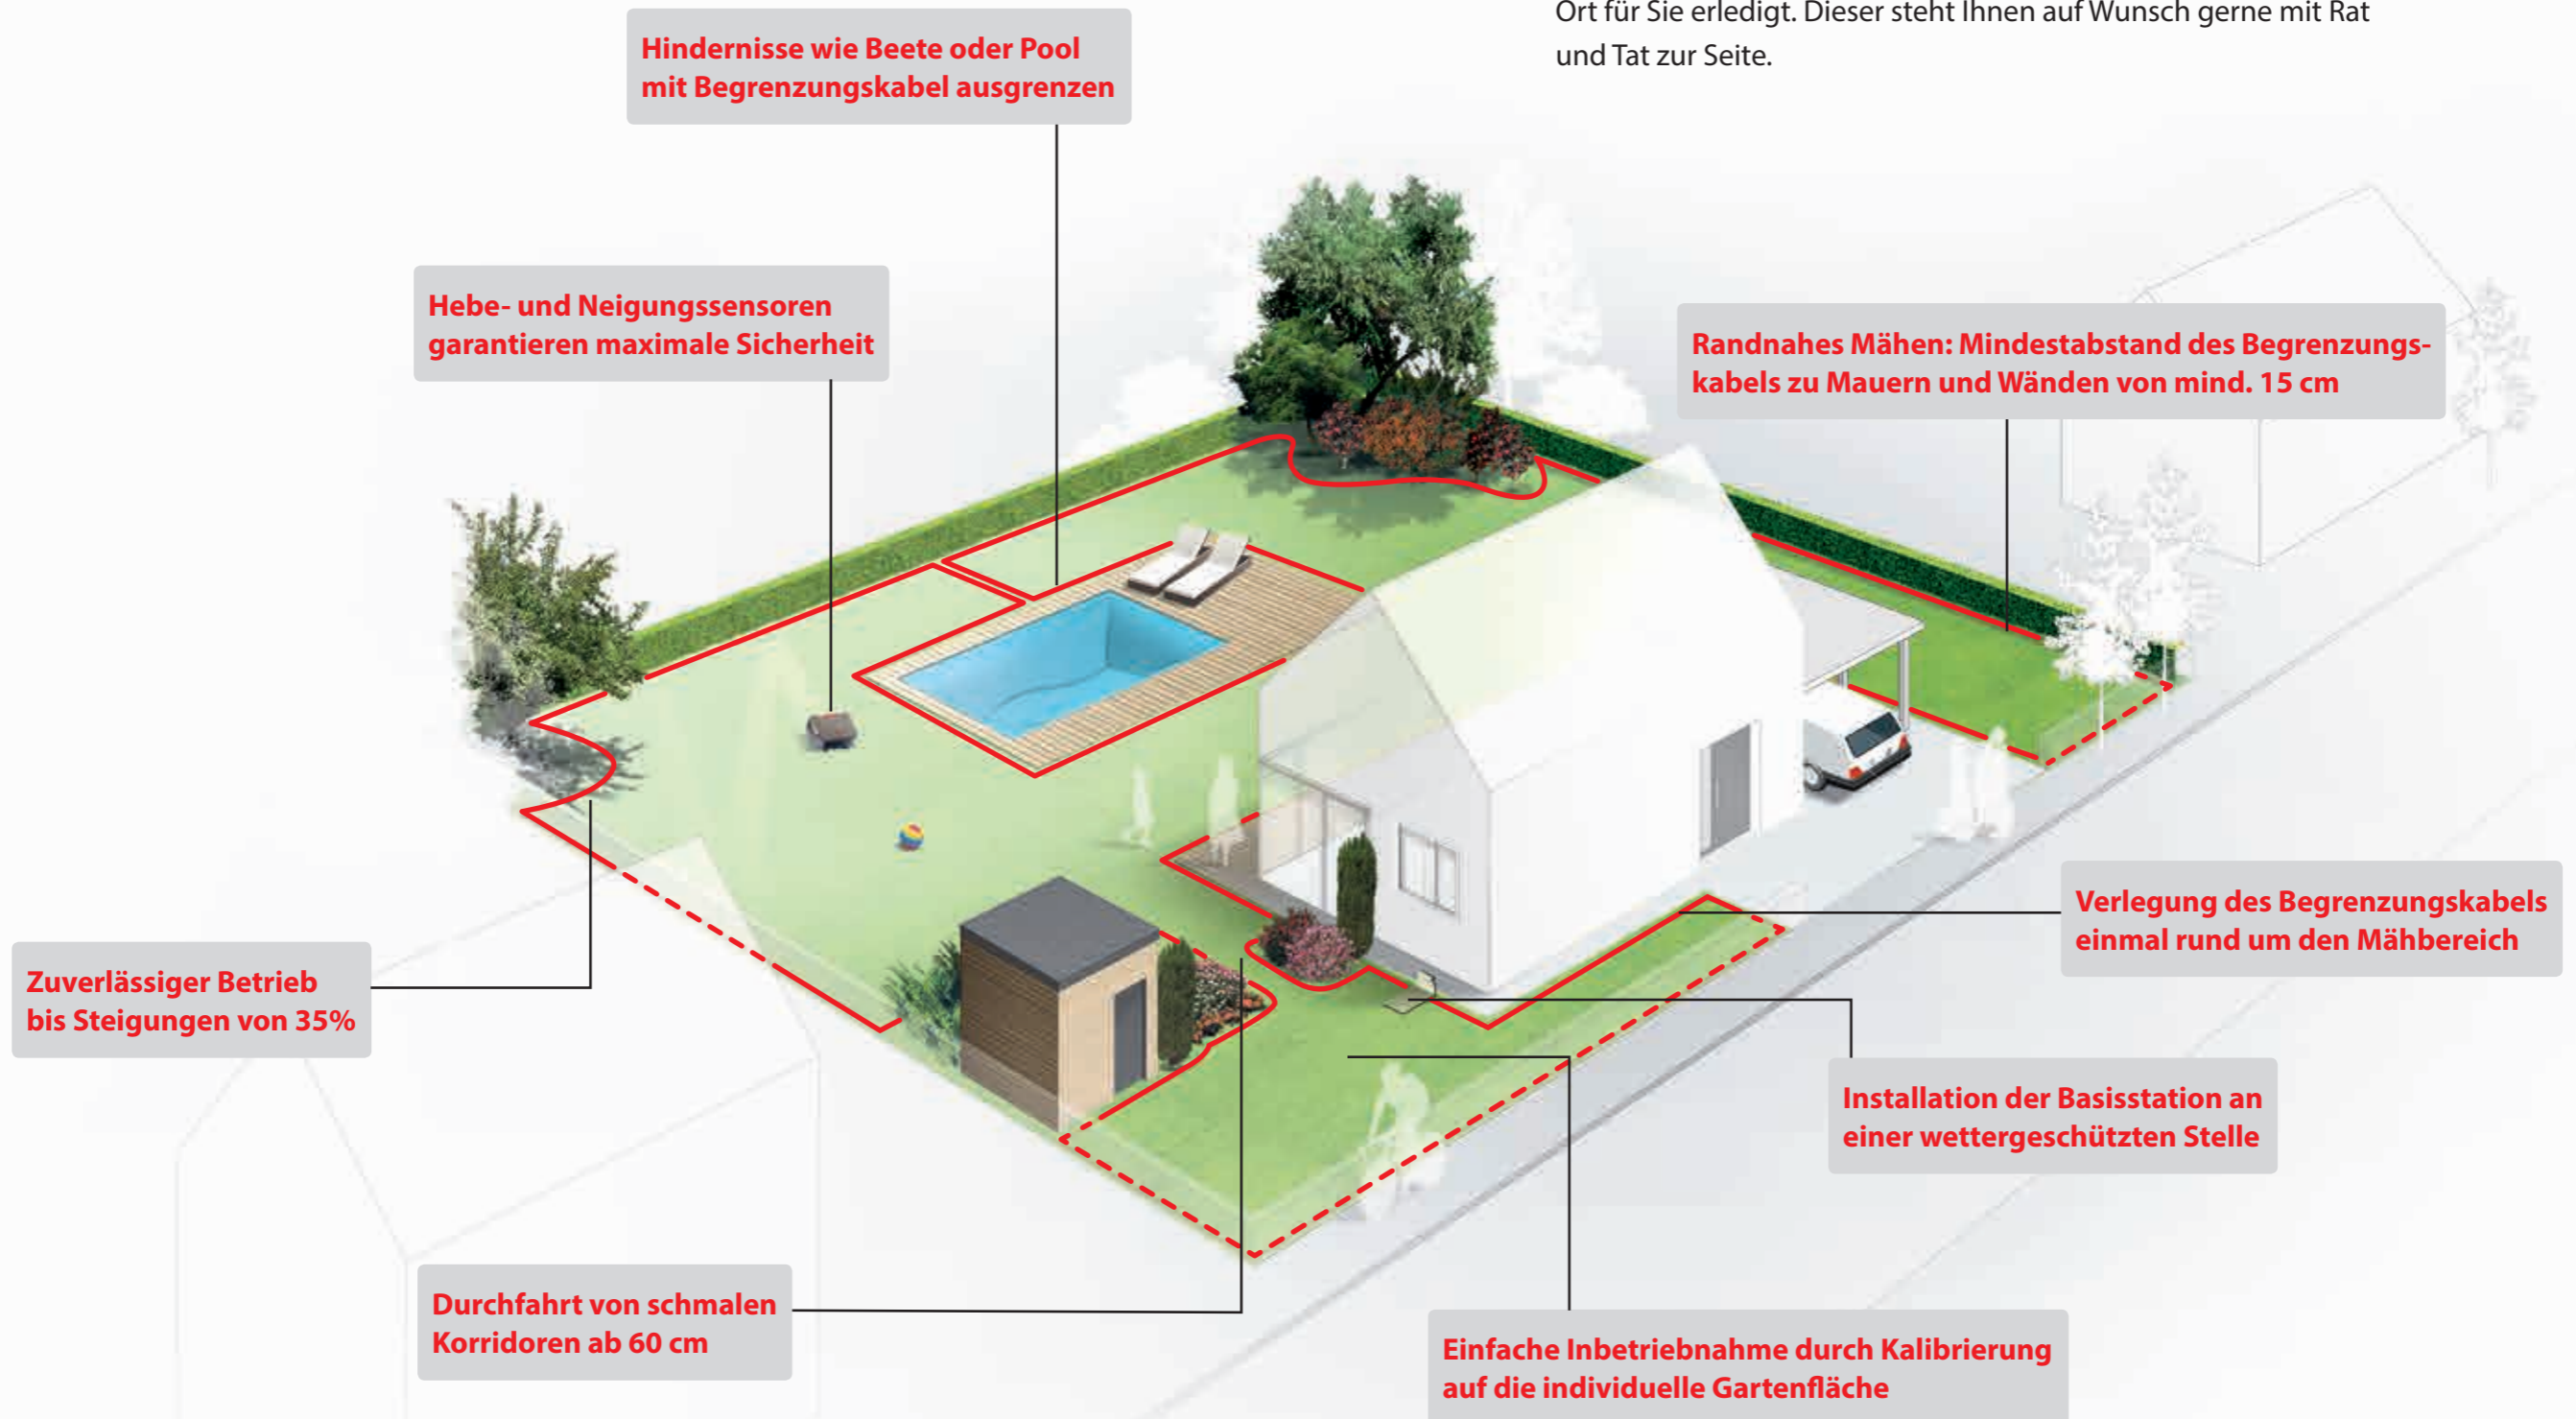 Ort für Sie erledigt. Dieser steht Ihnen auf Wunsch gerne mit Rat
und Tat zur Seite.
Hindernisse wie Beete oder Pool
mit Begrenzungskabel ausgrenzen
Hebe- und Neigungssensoren
garantieren maximale Sicherheit
Randnahes Mähen: Mindestabstand des Begrenzungs-
kabels zu Mauern und Wänden von mind. 15 cm
Verlegung des Begrenzungskabels
einmal rund um den Mähbereich
Zuverlässiger Betrieb
bis Steigungen von 35%
Installation der Basisstation an
einer wettergeschützten Stelle
Durchfahrt von schmalen
Korridoren ab 60 cm
Einfache Inbetriebnahme durch Kalibrierung
auf die individuelle Gartenfläche